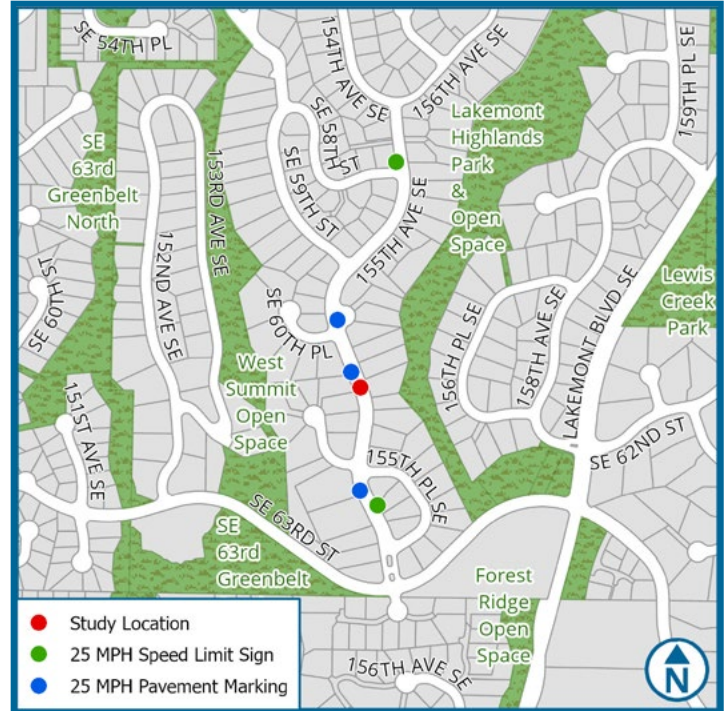 SE 54TH PL
154TH AVE SE
156TH AVE SE
159TH PL SE
SE 58TH ST
Lakemont
Highlands
Park
&
Open
Space
SE
63rd
Greenbelt
North
153RD AVE SE
SE 59TH ST
155TH AVE SE
152ND AVE SE
SE 60TH ST
SE 60TH PL
Lewis
Creek
Park
LAKEMONT BLVD SE
156TH PL SE
158TH AVE SE
West
Summit
Open
Space
151ST AVE SE
155TH PL SE
SE 62ND ST
SE 63RD ST
SE
63rd
Greenbelt
Forest
Ridge
Open
Space
156TH AVE SE
Study Location
25 MPH Speed Limit Sign
25 MPH Pavement Marking
N